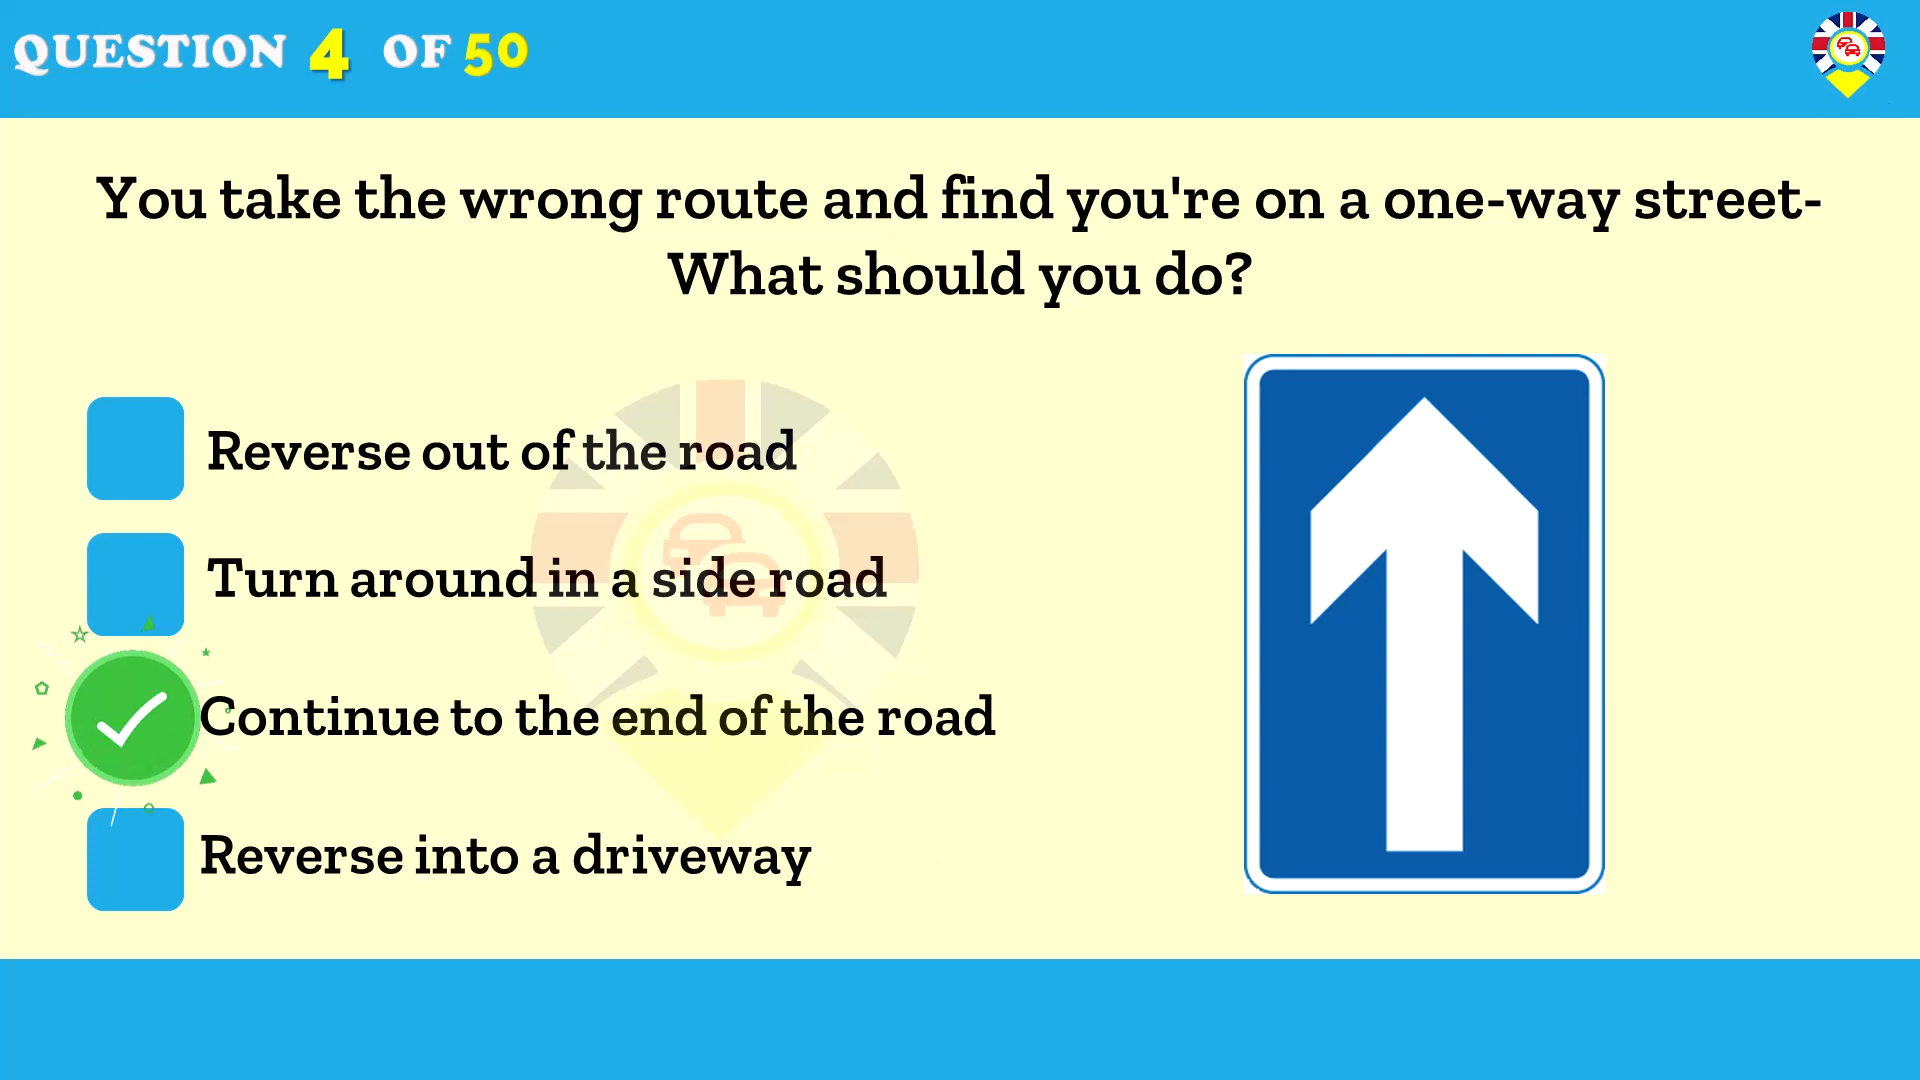 QUESTION 4 OF 50
You take the wrong route and find you're on a one-way street-
What should you do?
Reverse out of the road
Turn around in a side road
Continue to the end of the road
Reverse into a driveway